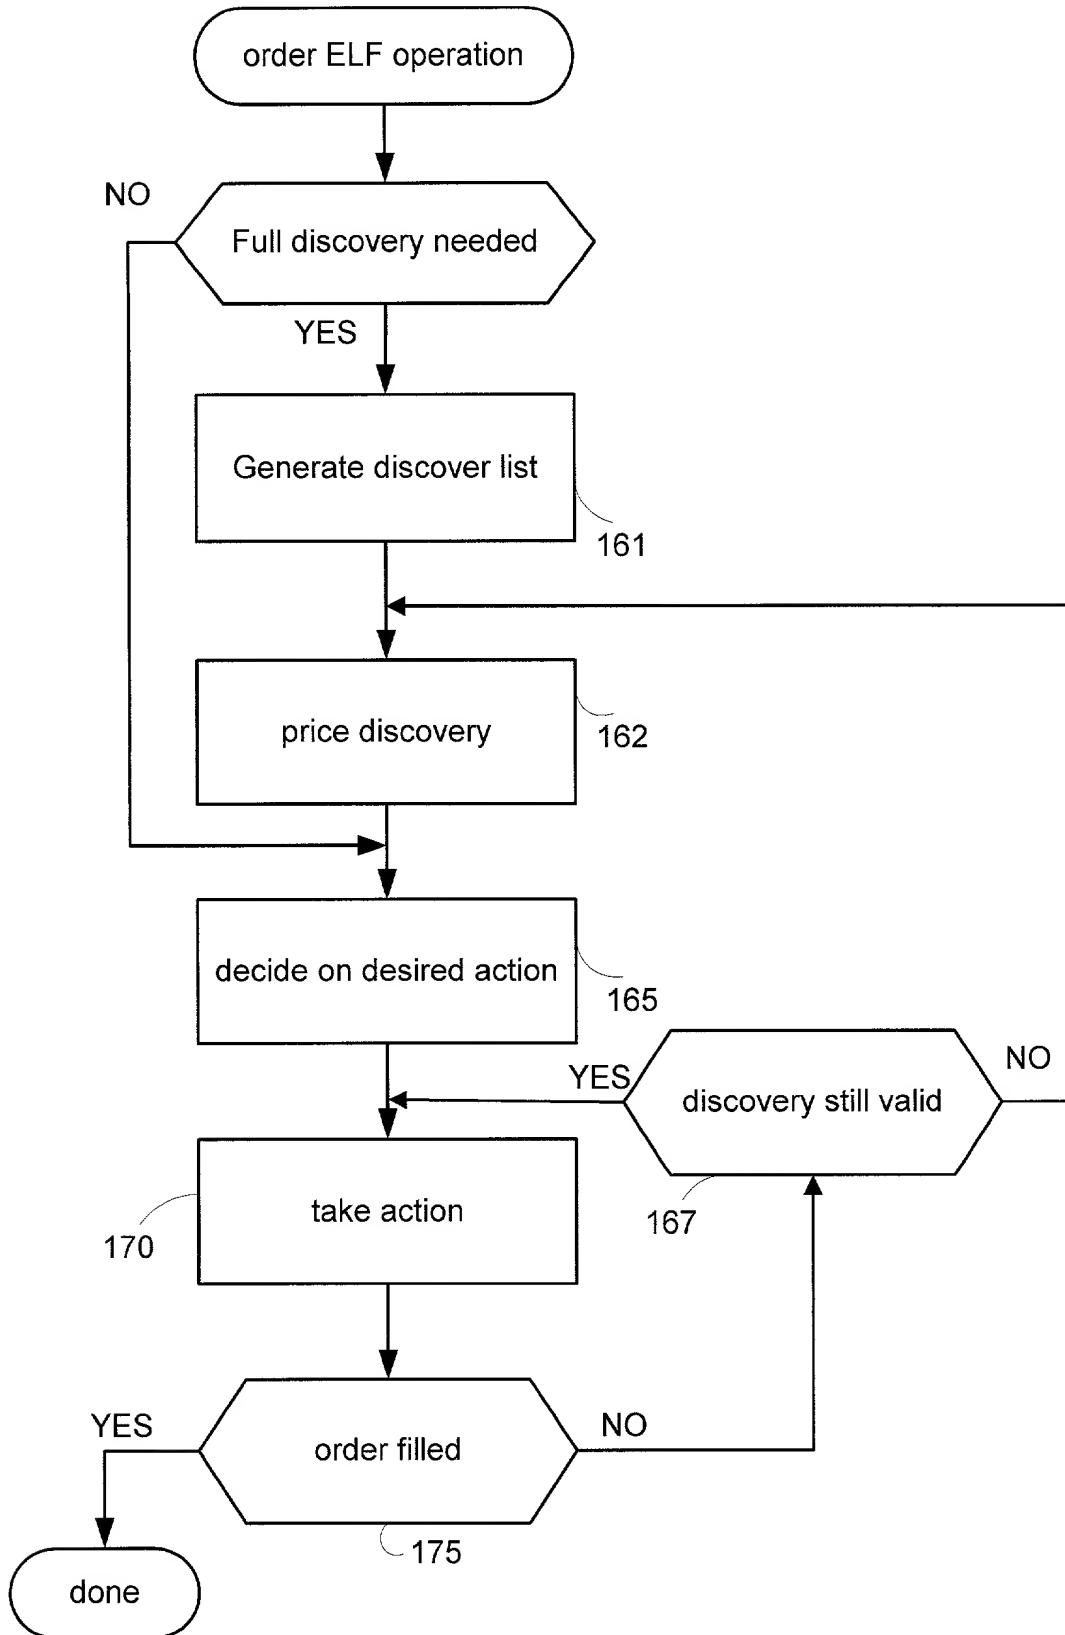 order ELF operation
NO
Full discovery needed
YES
Generate discover list
161
price discovery
162
decide on desired action
165
YES
discovery still valid
NO
167
take action
170
YES
order filled
NO
175
done